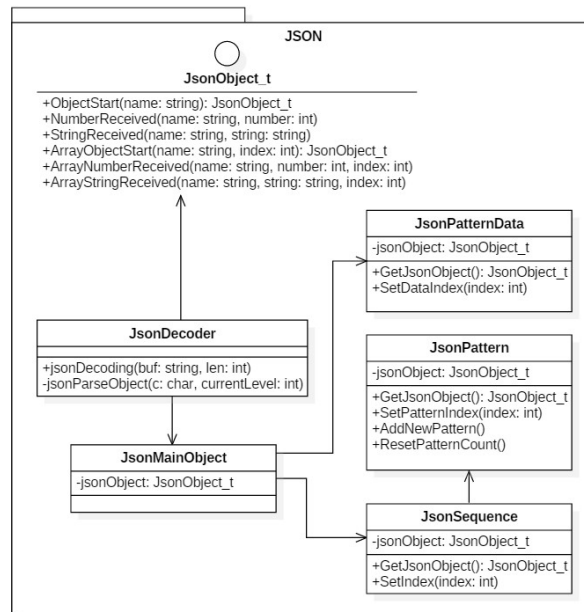 JSON
JsonObject_t
+ObjectStart(name: string): JsonObject_t
+NumberReceived(name: string, number: int)
+StringReceived(name: string, string: string)
+ArrayObjectStart(name: string, index: int): JsonObject_t
+ArrayNumberReceived(name: string, number: int, index: int)
+ArrayStringReceived(name: string, string: string, index: int)
JsonPatternData
-jsonObject: JsonObject_t
+GetJsonObject(): JsonObject_t
+SetDataIndex(index: int)
JsonDecoder
+jsonDecoding(buf: string, len: int)
-jsonParseObject(c: char, currentLevel: int)
JsonPattern
-jsonObject: JsonObject_t
+GetJsonObject(): JsonObject_t
+SetPatternIndex(index: int)
+AddNewPattern()
+ResetPatternCount()
JsonMainObject
-jsonObject: JsonObject_t
JsonSequence
-jsonObject: JsonObject_t
+GetJsonObject(): JsonObject_t
+SetIndex(index: int)